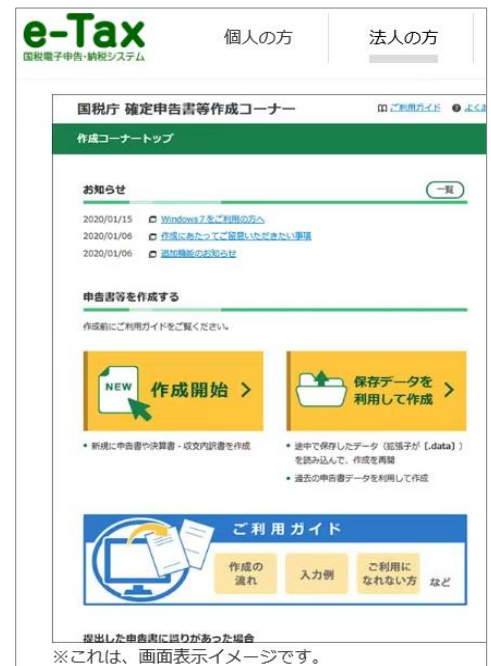 e-Tax
国税電子申告・納税システム
個人の方
法人の方
国税庁 確定申告書等作成コーナー
ご利用ガイド
作成コーナートップ
お知らせ
一覧
2020/01/15 Windows７をご利用の方へ
2020/01/06 作成にあたってご留意いただきたい事項
2020/01/06 追加機能のお知らせ
申告書等を作成する
作成前にご利用ガイドをご覧ください。
NEW
作成開始
保存データを
利用して作成
• 新規に申告書や決算書・収支内訳書を作成
• 途中で保存したデータ（拡張子が【.data】）
を読み込んで、作成を再開
• 過去の申告書データを利用して作成
ご利用ガイド
作成の
流れ
入力例
ご利用に
なれない方
など
提出した申告書に誤りがあった場合
※これは、画面表示イメージです。